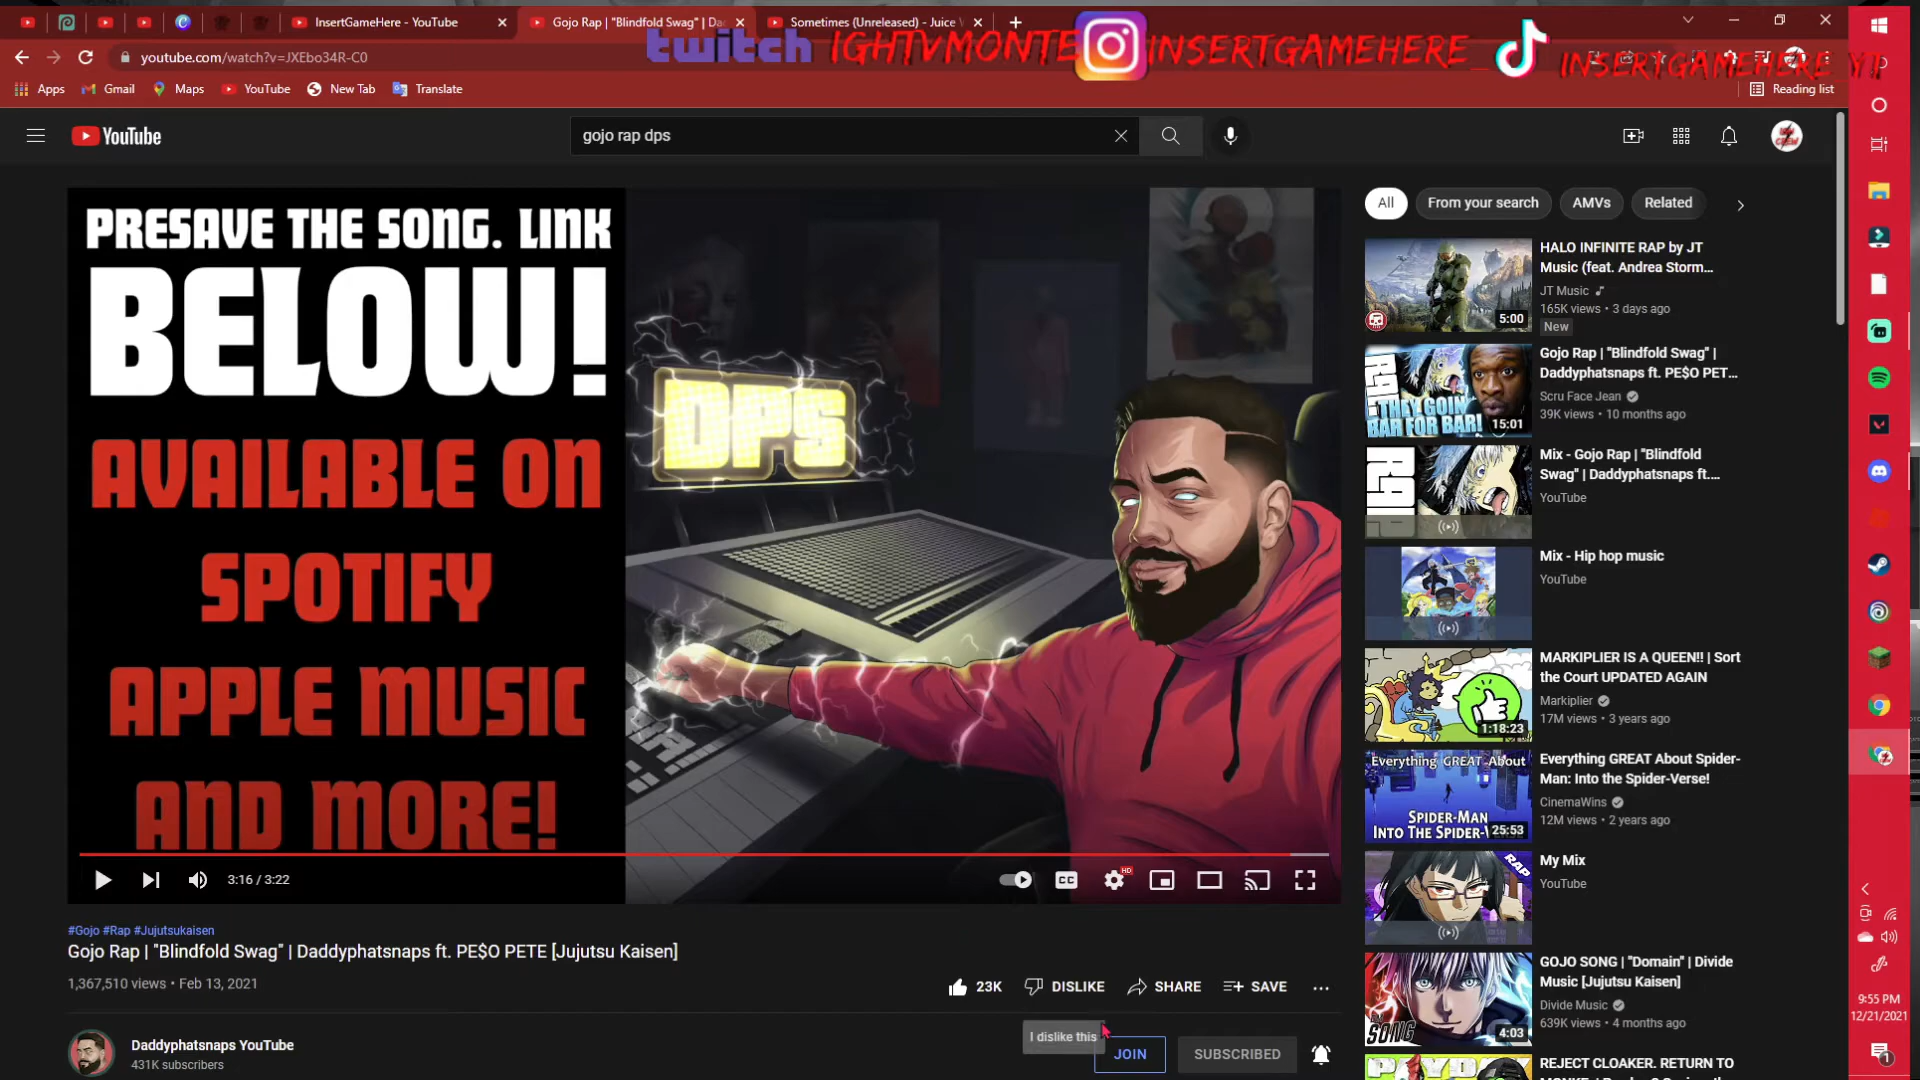 InsertGameHere - YouTube
Gojo Rap | "Blindfold Swag" | Da
Sometimes (Unreleased) - Juice
twitch IGHTVMONTE INSERTGAMEHERE_ INSERTGAMEHERE_YT
youtube.com/watch?v=JXEbo34R-C0
Apps Gmail Maps YouTube New Tab Translate Reading list
YouTube
gojo rap dps
PRESAVE THE SONG. LINK
BELOW!
AVAILABLE ON
SPOTIFY
APPLE MUSIC
AND MORE!
DPS
3:16 / 3:22
CC
HD
#Gojo #Rap #Jujutsukaisen
Gojo Rap | "Blindfold Swag" | Daddyphatsnaps ft. PE$O PETE [Jujutsu Kaisen]
1,367,510 views • Feb 13, 2021
23K DISLIKE SHARE SAVE
I dislike this
Daddyphatsnaps YouTube
431K subscribers
JOIN SUBSCRIBED
All From your search AMVs Related
HALO INFINITE RAP by JT
Music (feat. Andrea Storm...
JT Music
165K views • 3 days ago
New
5:00
Gojo Rap | "Blindfold Swag" |
Daddyphatsnaps ft. PE$O PET...
Scru Face Jean
39K views • 10 months ago
THEY GOIN
BAR FOR BAR!
15:01
Mix - Gojo Rap | "Blindfold
Swag" | Daddyphatsnaps ft....
YouTube
Mix - Hip hop music
YouTube
MARKIPLIER IS A QUEEN!! | Sort
the Court UPDATED AGAIN
Markiplier
17M views • 3 years ago
1:18:23
Everything GREAT About Spider-
Man: Into the Spider-Verse!
CinemaWins
12M views • 2 years ago
Everything GREAT About
SPIDER-MAN
INTO THE SPIDER-V
25:53
My Mix
YouTube
RAP
GOJO SONG | "Domain" | Divide
Music [Jujutsu Kaisen]
Divide Music
639K views • 4 months ago
SONG
4:03
REJECT CLOAKER. RETURN TO
9:55 PM
12/21/2021
1